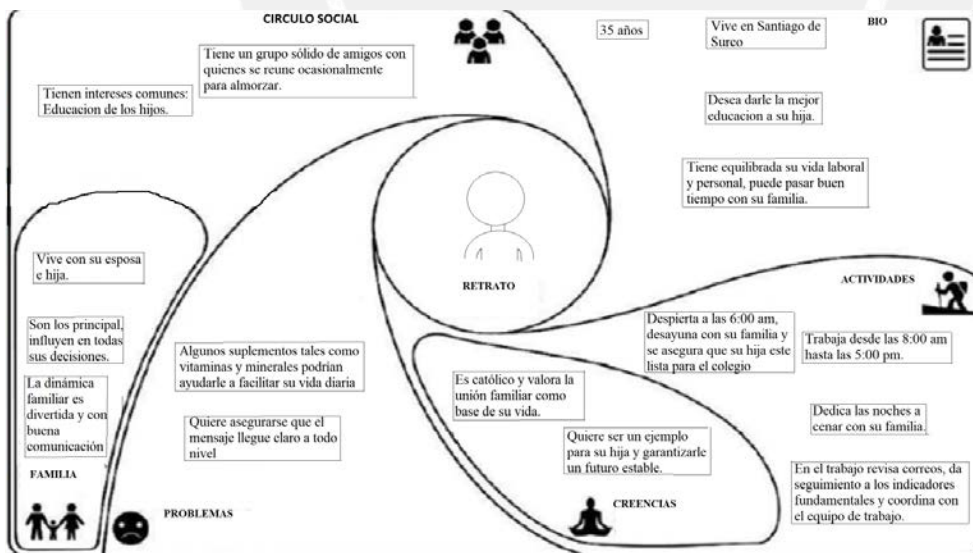 CIRCULO SOCIAL
Tiene un grupo sólido de amigos con
quienes se reune ocasionalmente
para almorzar.
Tienen intereses comunes:
Educacion de los hijos.
BIO
35 años
Vive en Santiago de
Surco
Desea darle la mejor
educacion a su hija.
Tiene equilibrada su vida laboral
y personal, puede pasar buen
tiempo con su familia.
RETRATO
Vive con su esposa
e hija.
Son los principal,
influyen en todas
sus decisiones.
La dinámica
familiar es
divertida y con
buena
comunicación
FAMILIA
Algunos suplementos tales como
vitaminas y minerales podrían
ayudarle a facilitar su vida diaria
Quiere asegurarse que el
mensaje llegue claro a todo
nivel
PROBLEMAS
Es católico y valora la
unión familiar como
base de su vida.
Quiere ser un ejemplo
para su hija y garantizarle
un futuro estable.
CREENCIAS
ACTIVIDADES
Despierta a las 6:00 am,
desayuna con su familia y
se asegura que su hija este
lista para el colegio
Trabaja desde las 8:00 am
hasta las 5:00 pm.
Dedica las noches a
cenar con su familia.
En el trabajo revisa correos, da
seguimiento a los indicadores
fundamentales y coordina con
el equipo de trabajo.